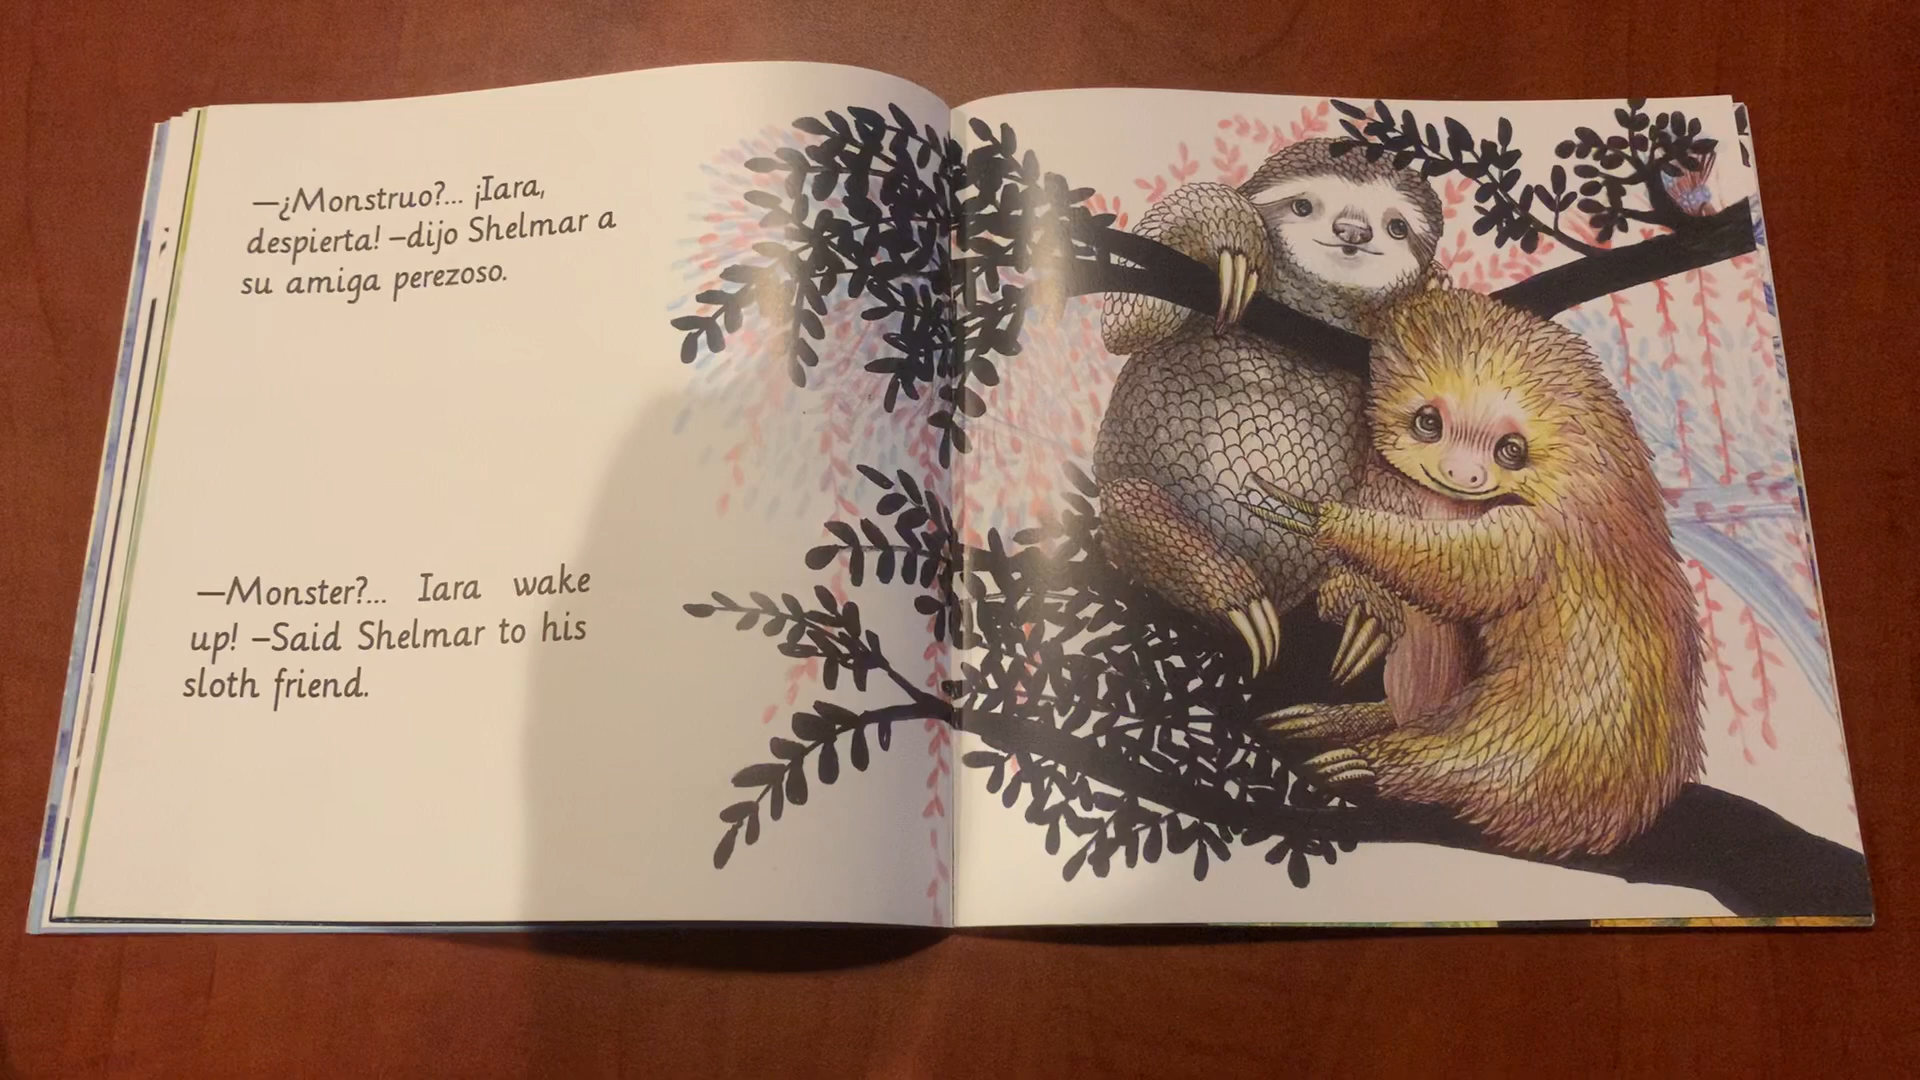 —¿Monstruo?... ¡Iara,
despierta! –dijo Shelmar a
su amiga perezoso.
—Monster?... Iara wake
up! –Said Shelmar to his
sloth friend.